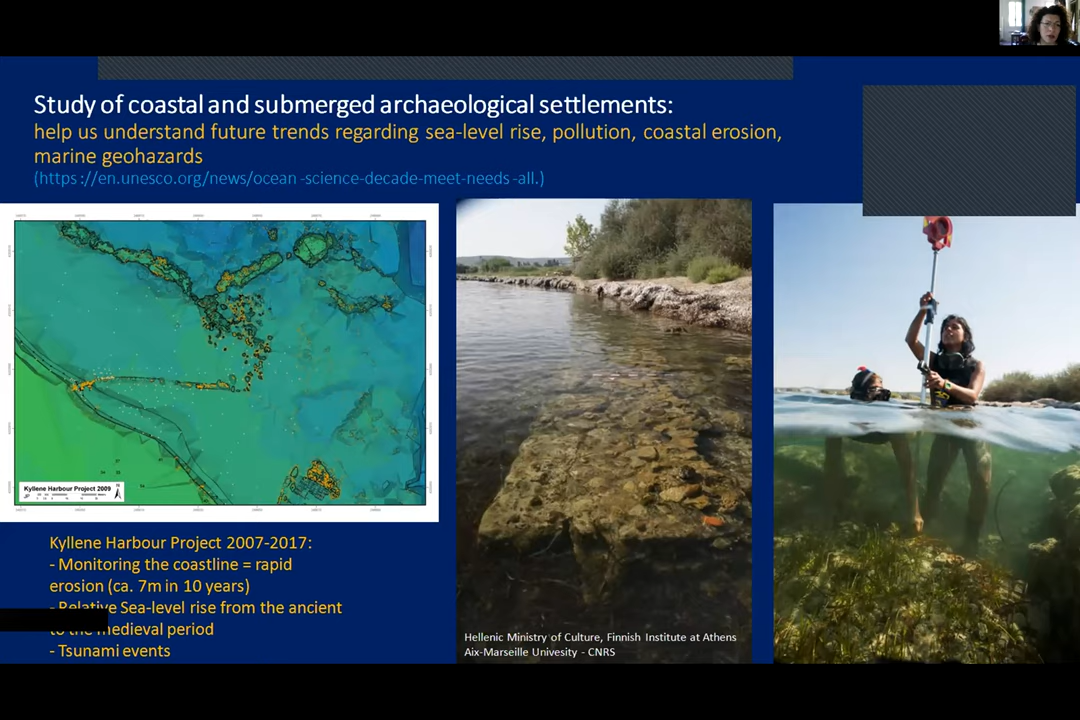 Study of coastal and submerged archaeological settlements:
help us understand future trends regarding sea-level rise, pollution, coastal erosion,
marine geohazards
(https://en.unesco.org/news/ocean-science-decade-meet-needs-all.)
Kyllene Harbour Project 2009
Kyllene Harbour Project 2007-2017:
- Monitoring the coastline = rapid
erosion (ca. 7m in 10 years)
- Relative Sea-level rise from the ancient
to the medieval period
- Tsunami events
Hellenic Ministry of Culture, Finnish Institute at Athens
Aix-Marseille Univesity - CNRS